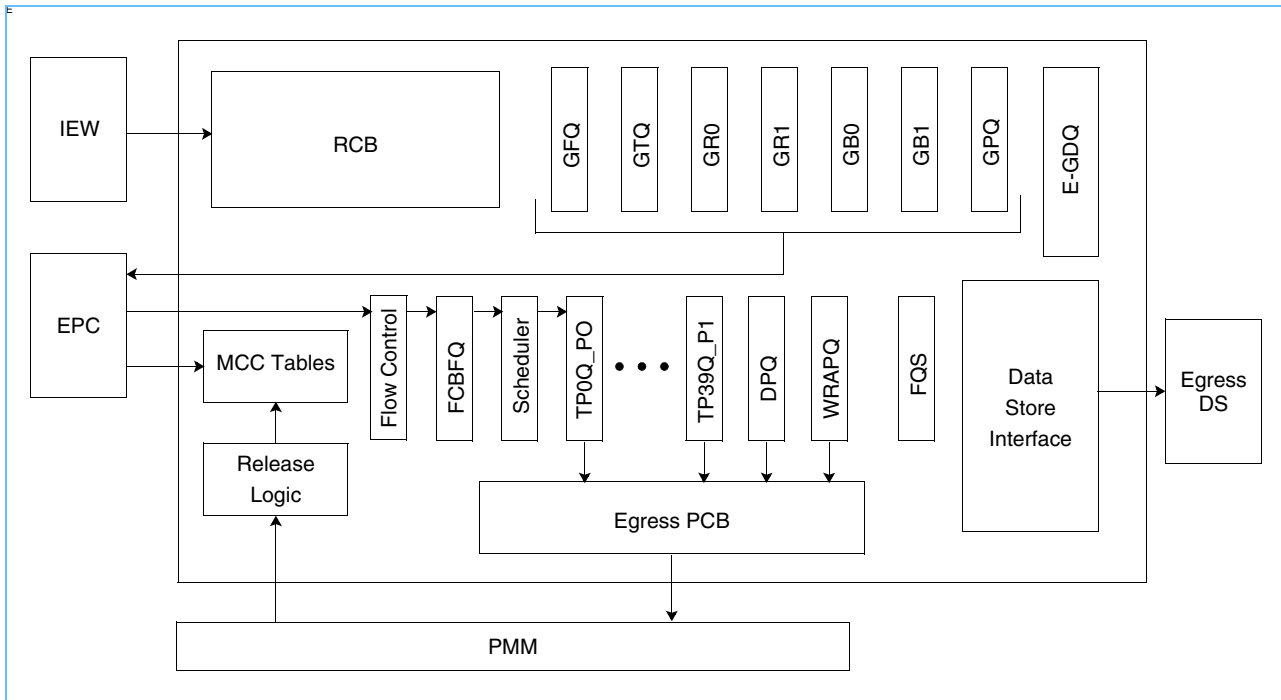 E
IEW
RCB
GFQ
GTQ
GR0
GR1
GB0
GB1
GPQ
E-GDQ
EPC
MCC Tables
Flow Control
FCBFQ
Scheduler
TP0Q_PO
TP39Q_P1
DPQ
WRAPQ
FQS
Data
Store
Interface
Egress
DS
Release
Logic
Egress PCB
PMM